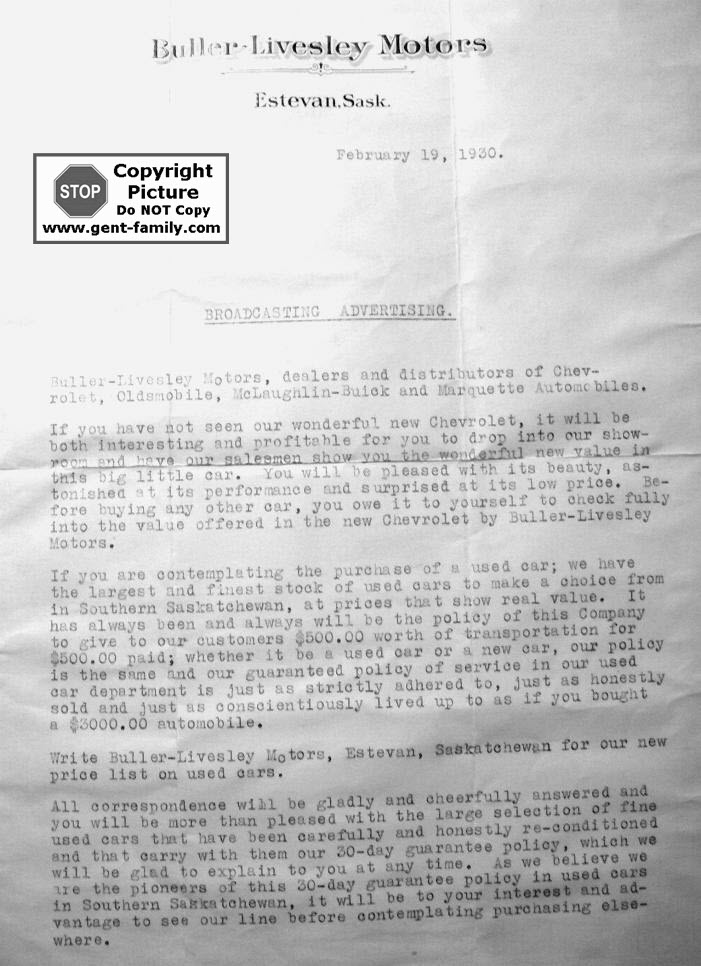 Buller-Livesley Motors
Estevan, Sask.
February 19, 1930.
STOP
Copyright
Picture
Do NOT Copy
www.gent-family.com
BROADCASTING ADVERTISING.
Buller-Livesley Motors, dealers and distributors of Chev-
rolet, Oldsmobile, McLaughlin-Buick and Marquette Automobiles.
If you have not seen our wonderful new Chevrolet, it will be
both interesting and profitable for you to drop into our show-
room and have our salesmen show you the wonderful new value in
this big little car. You will be pleased with its beauty, as-
tonished at its performance and surprised at its low price. Be-
fore buying any other car, you owe it to yourself to check fully
into the value offered in the new Chevrolet by Buller-Livesley
Motors.
If you are contemplating the purchase of a used car; we have
the largest and finest stock of used cars to make a choice from
in Southern Saskatchewan, at prices that show real value. It
has always been and always will be the policy of this Company
to give to our customers $500.00 worth of transportation for
$500.00 paid; whether it be a used car or a new car, our policy
is the same and our guaranteed policy of service in our used
car department is just as strictly adhered to, just as honestly
sold and just as conscientiously lived up to as if you bought
a $3000.00 automobile.
Write Buller-Livesley Motors, Estevan, Saskatchewan for our new
price list on used cars.
All correspondence will be gladly and cheerfully answered and
you will be more than pleased with the large selection of fine
used cars that have been carefully and honestly re-conditioned
and that carry with them our 30-day guarantee policy, which we
will be glad to explain to you at any time. As we believe we
are the pioneers of this 30-day guarantee policy in used cars
in Southern Saskatchewan, it will be to your interest and ad-
vantage to see our line before contemplating purchasing else-
where.